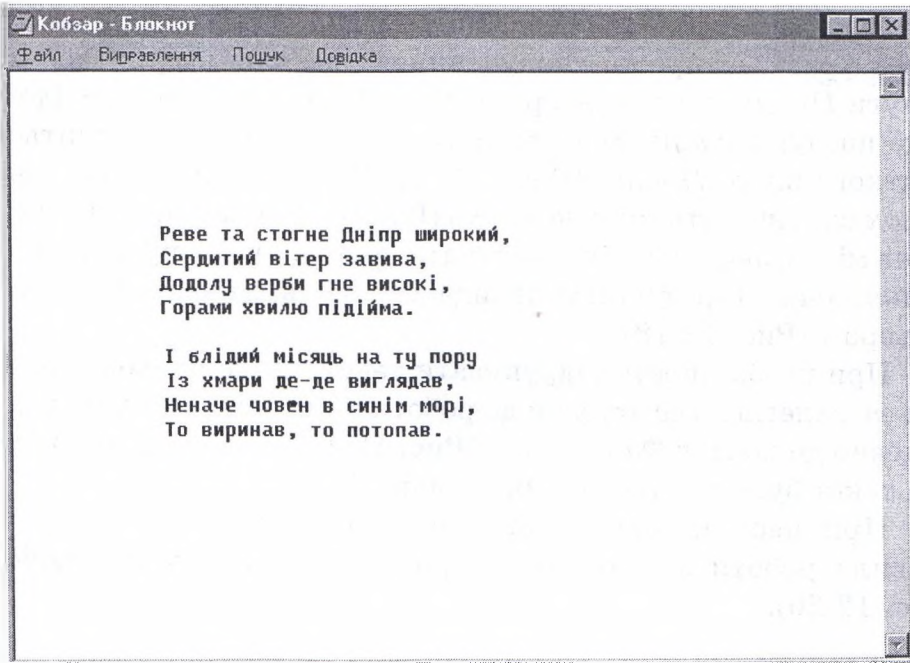 Кобзар - Блокнот
Файл Виправлення Пошук Довідка
Реве та стогне Дніпр широкий,
Сердитий вітер завива,
Додолу верби гне високі,
Горами хвилю підійма.
І блідий місяць на ту пору
Із хмари де-де виглядав,
Неначе човен в синім морі,
То виринав, то потопав.